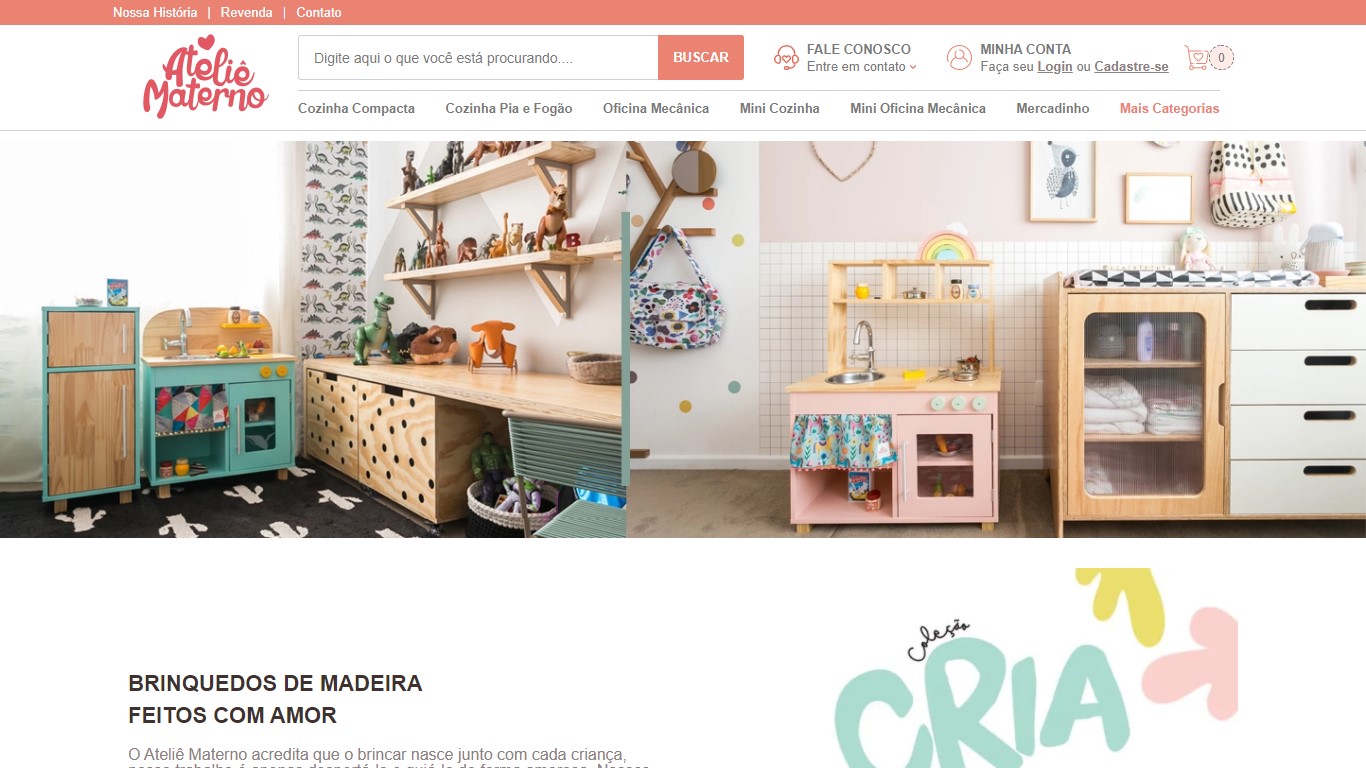 Nossa História | Revenda | Contato
Ateliê
Materno
Digite aqui o que você está procurando....
BUSCAR
FALE CONOSCO
Entre em contato
MINHA CONTA
Faça seu Login ou Cadastre-se
0
Cozinha Compacta
Cozinha Pia e Fogão
Oficina Mecânica
Mini Cozinha
Mini Oficina Mecânica
Mercadinho
Mais Categorias
B
BRINQUEDOS DE MADEIRA
FEITOS COM AMOR
O Ateliê Materno acredita que o brincar nasce junto com cada criança,
Coleção
CRIA